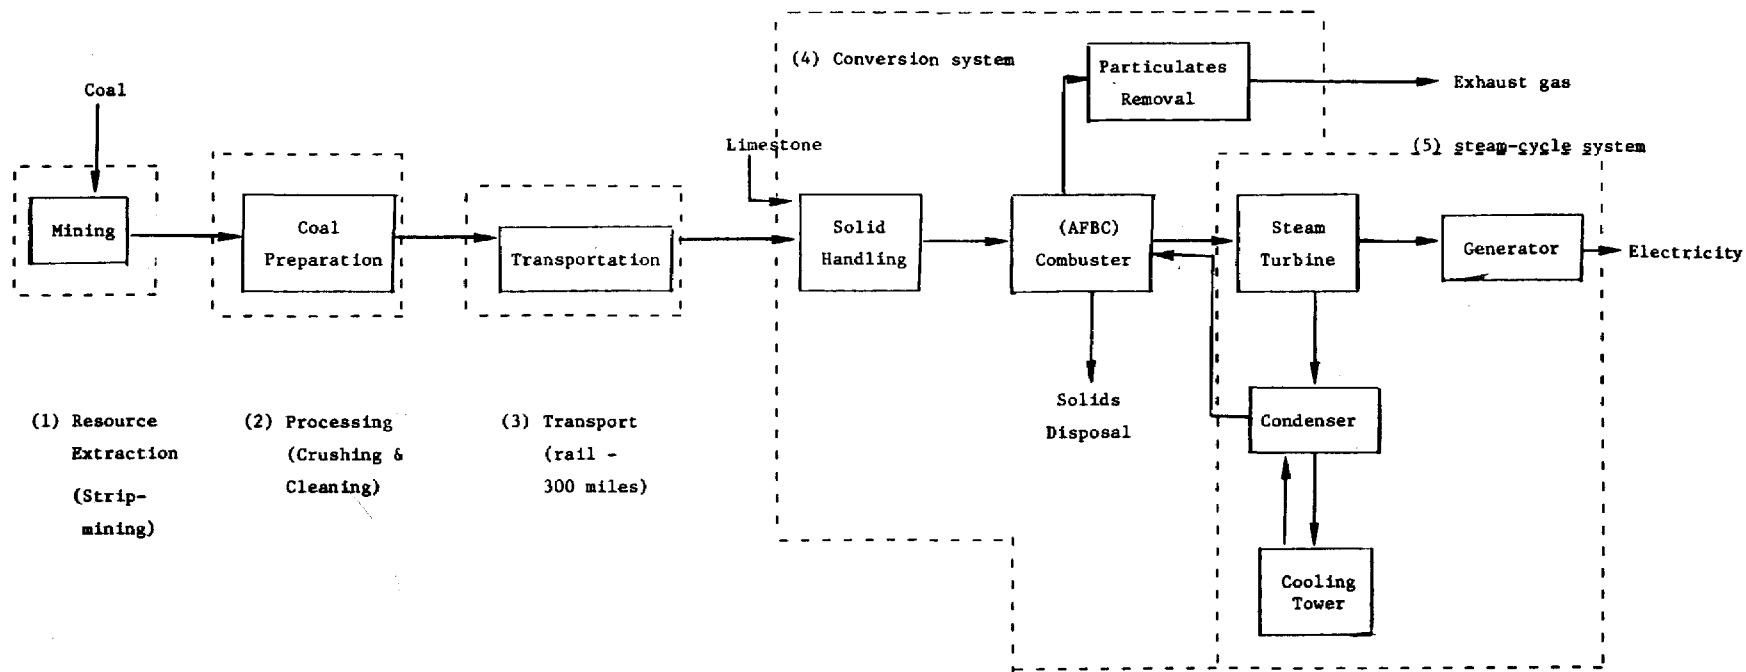 (4) Conversion system
Particulates
Removal
Exhaust gas
Coal
Limestone
(5) steam-cycle system
Mining
Coal
Preparation
Transportation
Solid
Handling
(AFBC)
Combuster
Steam
Turbine
Generator
Electricity
Solids
Disposal
Condenser
Cooling
Tower
(1) Resource
Extraction
(Strip-
mining)
(2) Processing
(Crushing &
Cleaning)
(3) Transport
(rail -
300 miles)